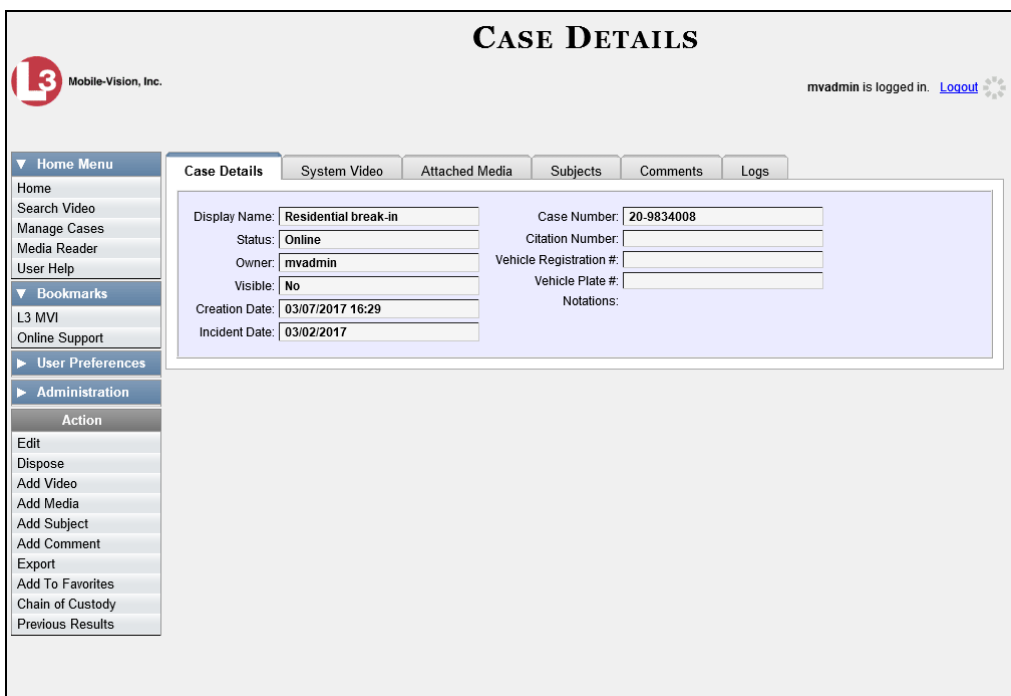 CASE DETAILS
L3 Mobile-Vision, Inc.
mvadmin is logged in. Logout
▼ Home Menu
Home
Search Video
Manage Cases
Media Reader
User Help
▼ Bookmarks
L3 MVI
Online Support
► User Preferences
► Administration
Action
Edit
Dispose
Add Video
Add Media
Add Subject
Add Comment
Export
Add To Favorites
Chain of Custody
Previous Results
Case Details System Video Attached Media Subjects Comments Logs
Display Name: Residential break-in
Status: Online
Owner: mvadmin
Visible: No
Creation Date: 03/07/2017 16:29
Incident Date: 03/02/2017
Case Number: 20-9834008
Citation Number:
Vehicle Registration #:
Vehicle Plate #:
Notations: